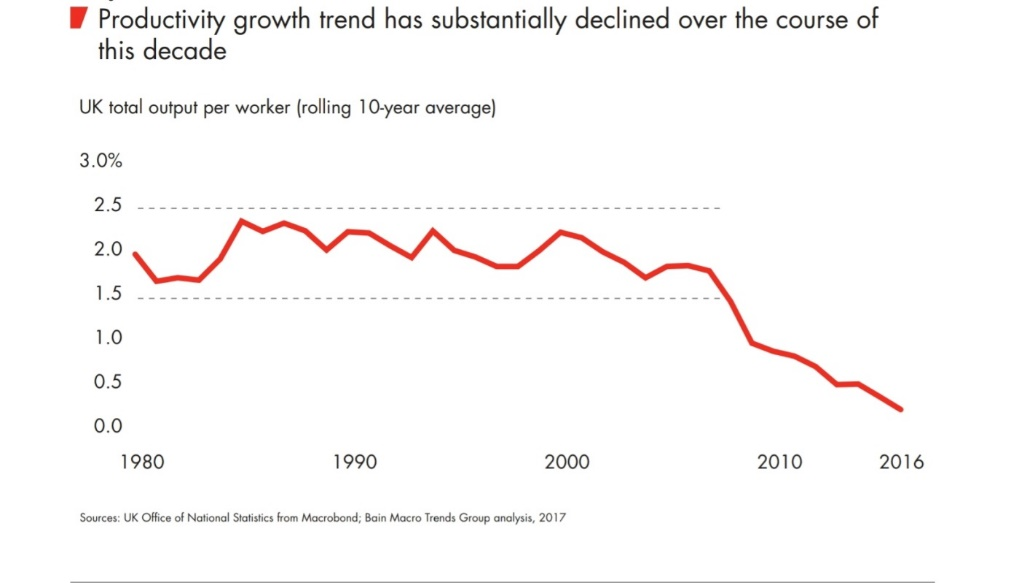 Productivity growth trend has substantially declined over the course of
this decade
UK total output per worker (rolling 10-year average)
3.0%
2.5
2.0
1.5
1.0
0.5
0.0
1980 1990 2000 2010 2016
Sources: UK Office of National Statistics from Macrobond; Bain Macro Trends Group analysis, 2017